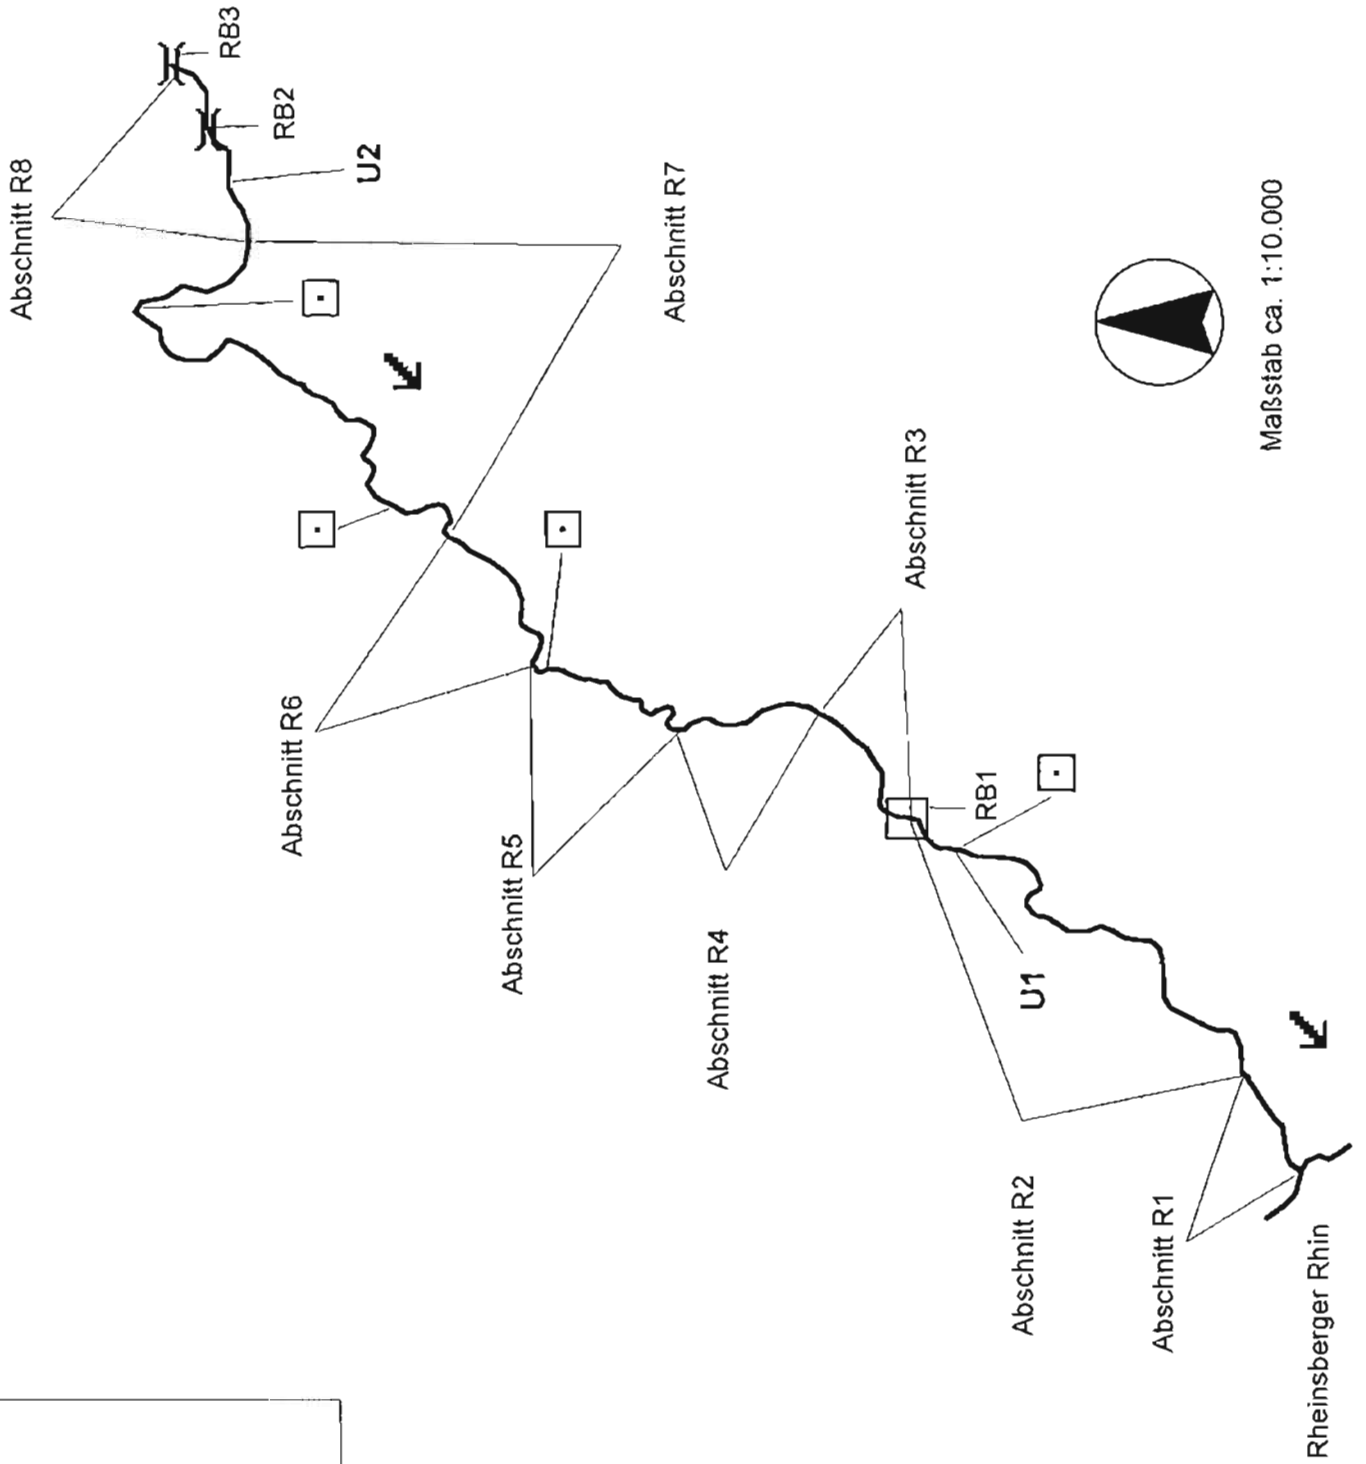 Abschnitt R8
RB3
RB2
U2
Abschnitt R7
Abschnitt R6
Abschnitt R5
Abschnitt R4
Abschnitt R3
RB1
U1
Abschnitt R2
Abschnitt R1
Rheinsberger Rhin
Maßstab ca. 1:10.000